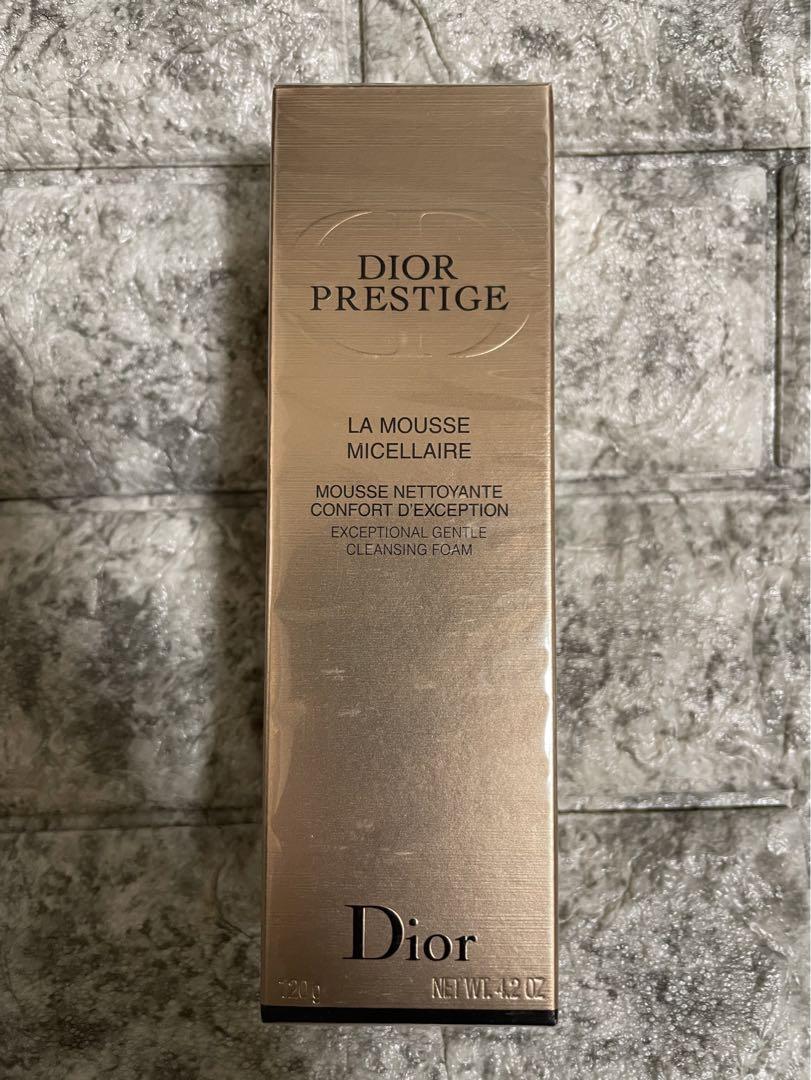 DIOR
PRESTIGE
LA MOUSSE
MICELLAIRE
MOUSSE NETTOYANTE
CONFORT D'EXCEPTION
EXCEPTIONAL GENTLE
CLEANSING FOAM
Dior
120 g NET WT. 4.2 OZ